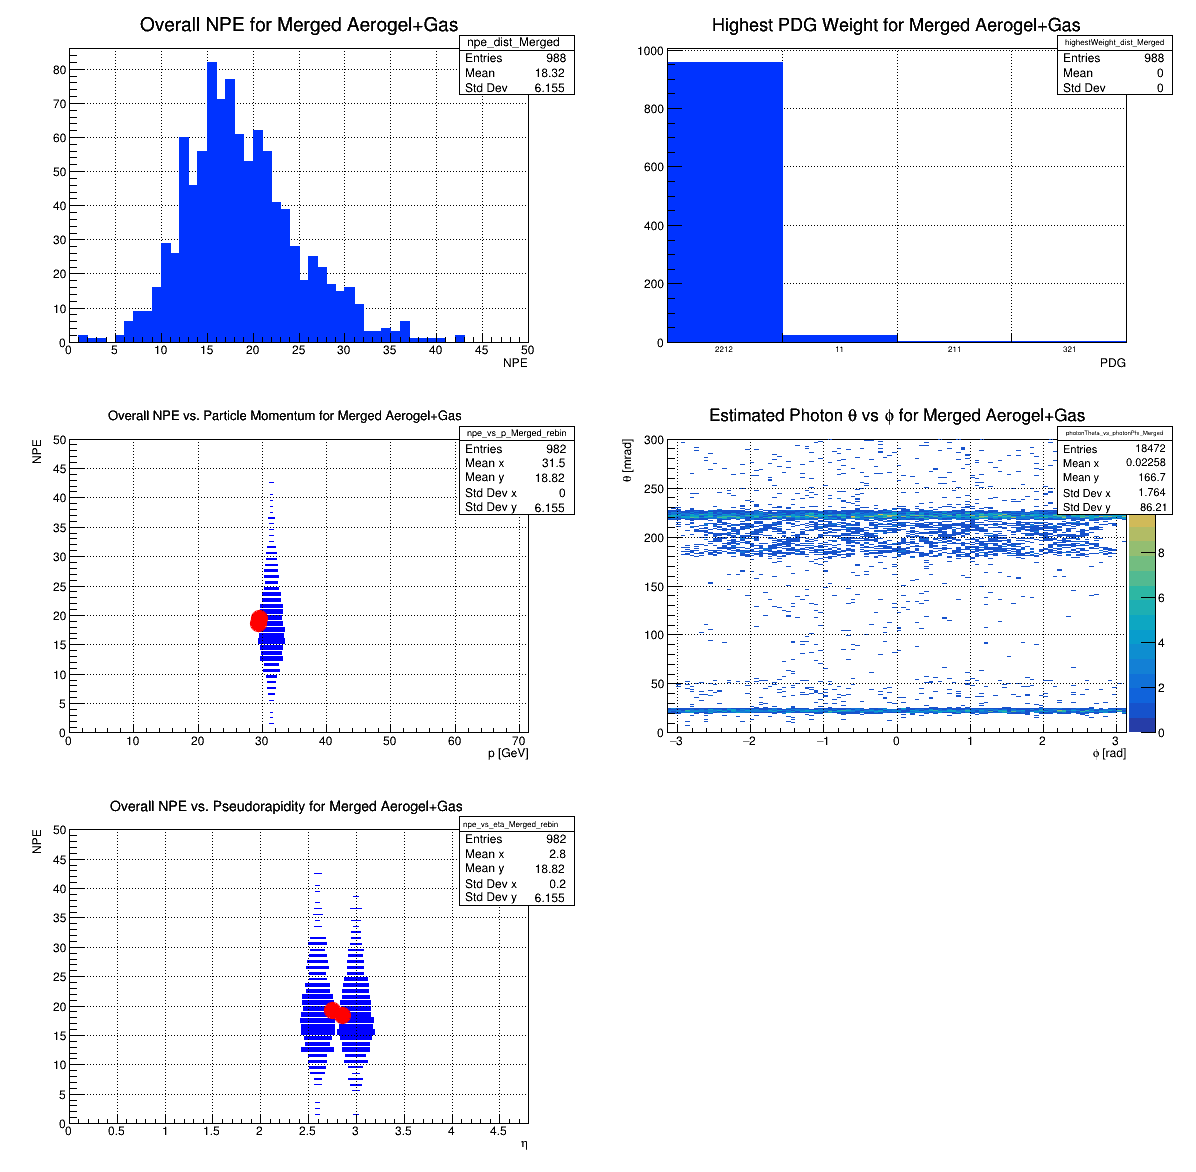 Overall NPE for Merged Aerogel+Gas
npe_dist_Merged
Entries 988
Mean 18.32
Std Dev 6.155
80
70
60
50
40
30
20
10
0
0 5 10 15 20 25 30 35 40 45 50
NPE
Highest PDG Weight for Merged Aerogel+Gas
highestWeight_dist_Merged
Entries 988
Mean 0
Std Dev 0
1000
800
600
400
200
0
2212 11 211 321
PDG
Overall NPE vs. Particle Momentum for Merged Aerogel+Gas
npe_vs_p_Merged_rebin
Entries 982
Mean x 31.5
Mean y 18.82
Std Dev x 0
Std Dev y 6.155
NPE
50
45
40
35
30
25
20
15
10
5
0
0 10 20 30 40 50 60 70
p [GeV]
Estimated Photon θ vs ϕ for Merged Aerogel+Gas
photonTheta_vs_photonPhi_Merged
Entries 18472
Mean x 0.02258
Mean y 166.7
Std Dev x 1.764
Std Dev y 86.21
θ [mrad]
300
250
200
150
100
50
0
−3 −2 −1 0 1 2 3
ϕ [rad]
8
6
4
2
0
Overall NPE vs. Pseudorapidity for Merged Aerogel+Gas
npe_vs_eta_Merged_rebin
Entries 982
Mean x 2.8
Mean y 18.82
Std Dev x 0.2
Std Dev y 6.155
NPE
50
45
40
35
30
25
20
15
10
5
0
0 0.5 1 1.5 2 2.5 3 3.5 4 4.5
η